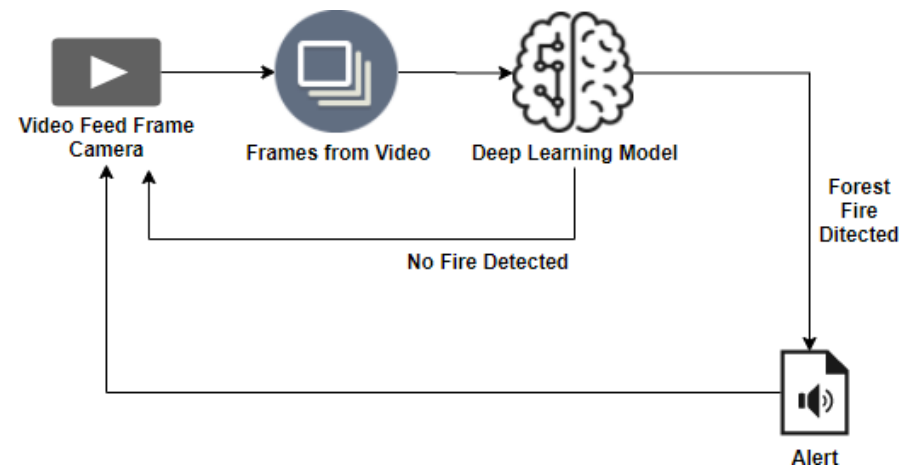 Video Feed Frame
Camera
Frames from Video
Deep Learning Model
Forest
Fire
Ditected
No Fire Detected
Alert